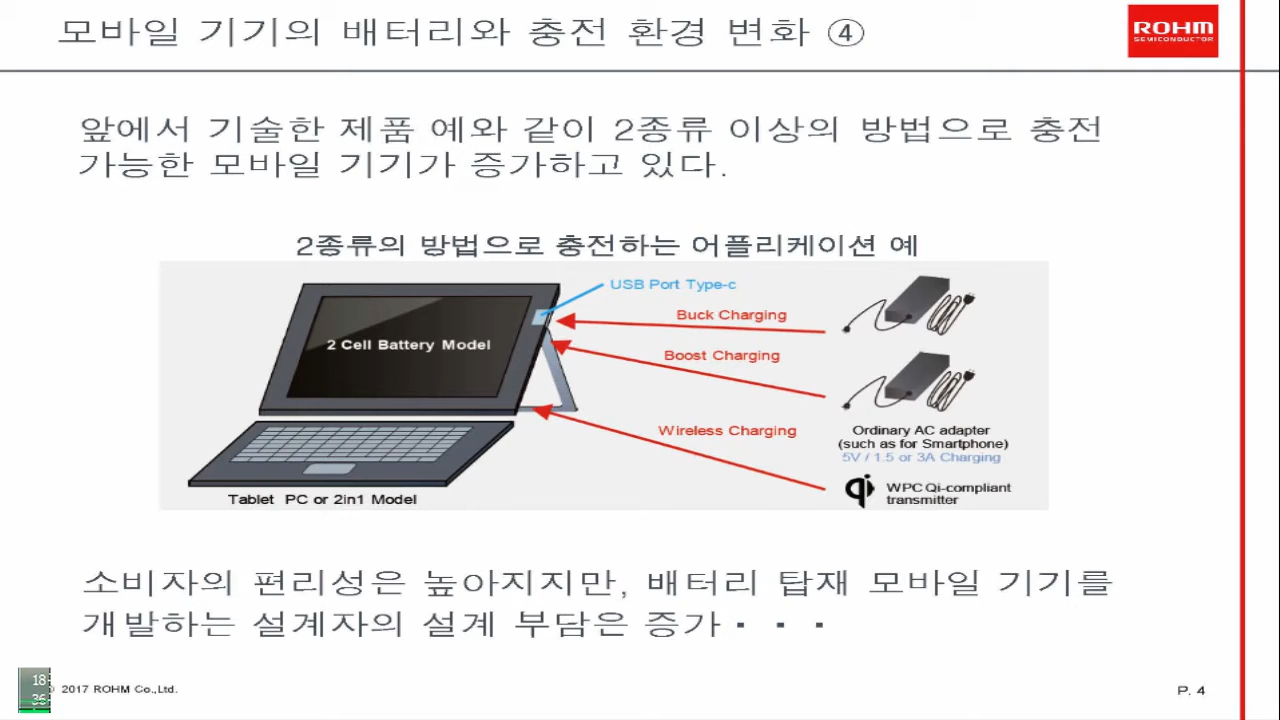 모바일 기기의 배터리와 충전 환경 변화 ④
ROHM
SEMICONDUCTOR
앞에서 기술한 제품 예와 같이 2종류 이상의 방법으로 충전
가능한 모바일 기기가 증가하고 있다.
2종류의 방법으로 충전하는 어플리케이션 예
USB Port Type-c
Buck Charging
2 Cell Battery Model
Boost Charging
Wireless Charging
Ordinary AC adapter
(such as for Smartphone)
5V / 1.5 or 3A Charging
qi
WPC Qi-compliant
transmitter
Tablet PC or 2in1 Model
소비자의 편리성은 높아지지만, 배터리 탑재 모바일 기기를
개발하는 설계자의 설계 부담은 증가・・・
18
36
© 2017 ROHM Co.,Ltd.
P. 4